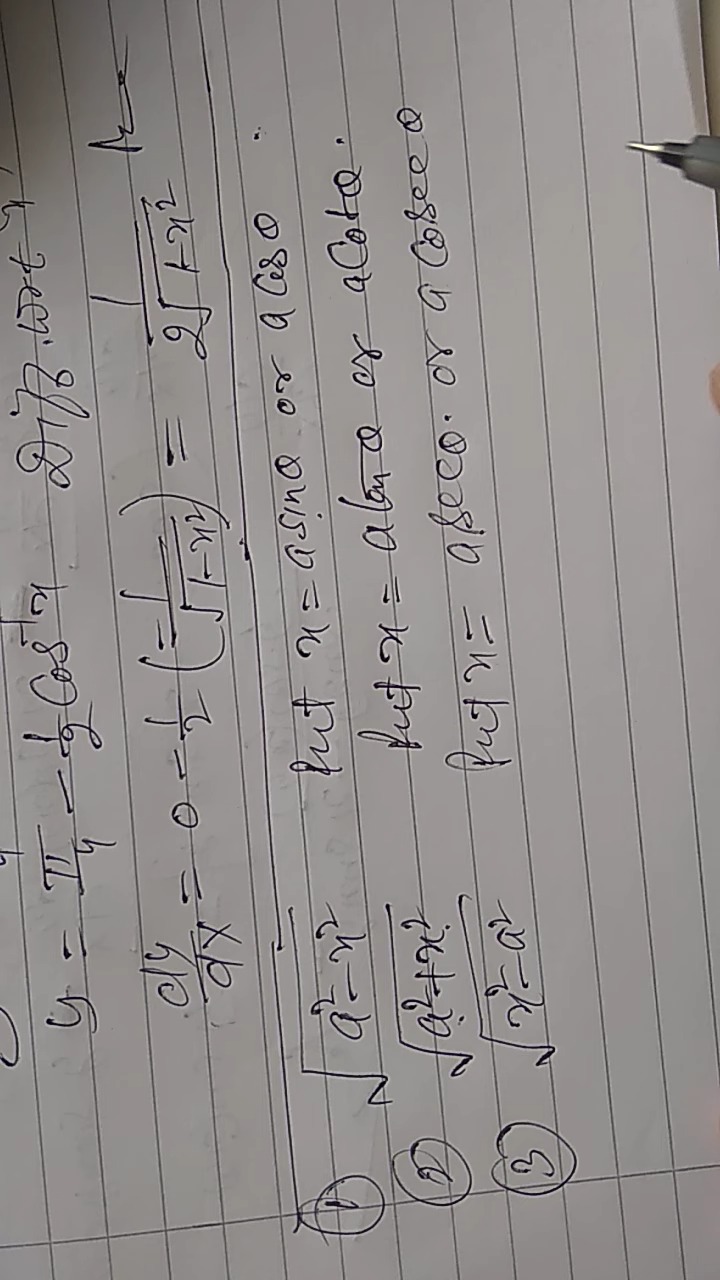 y = π/4 - 1/2 cos⁻¹x Diff. w.r.t x,
dy/dx = 0 - 1/2 (-1/√1-x²) = 1/2√1-x²
① √a²-x² put x = a sinθ or a cosθ
② √a²+x² put x = a tanθ or a cotθ.
③ √x²-a² put x = a secθ. or a cosecθ